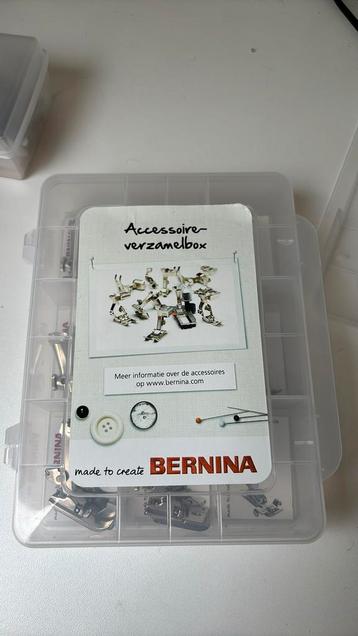 Accessoire-
verzamelbox
Meer informatie over de accessoires
op www.bernina.com
made to create BERNINA